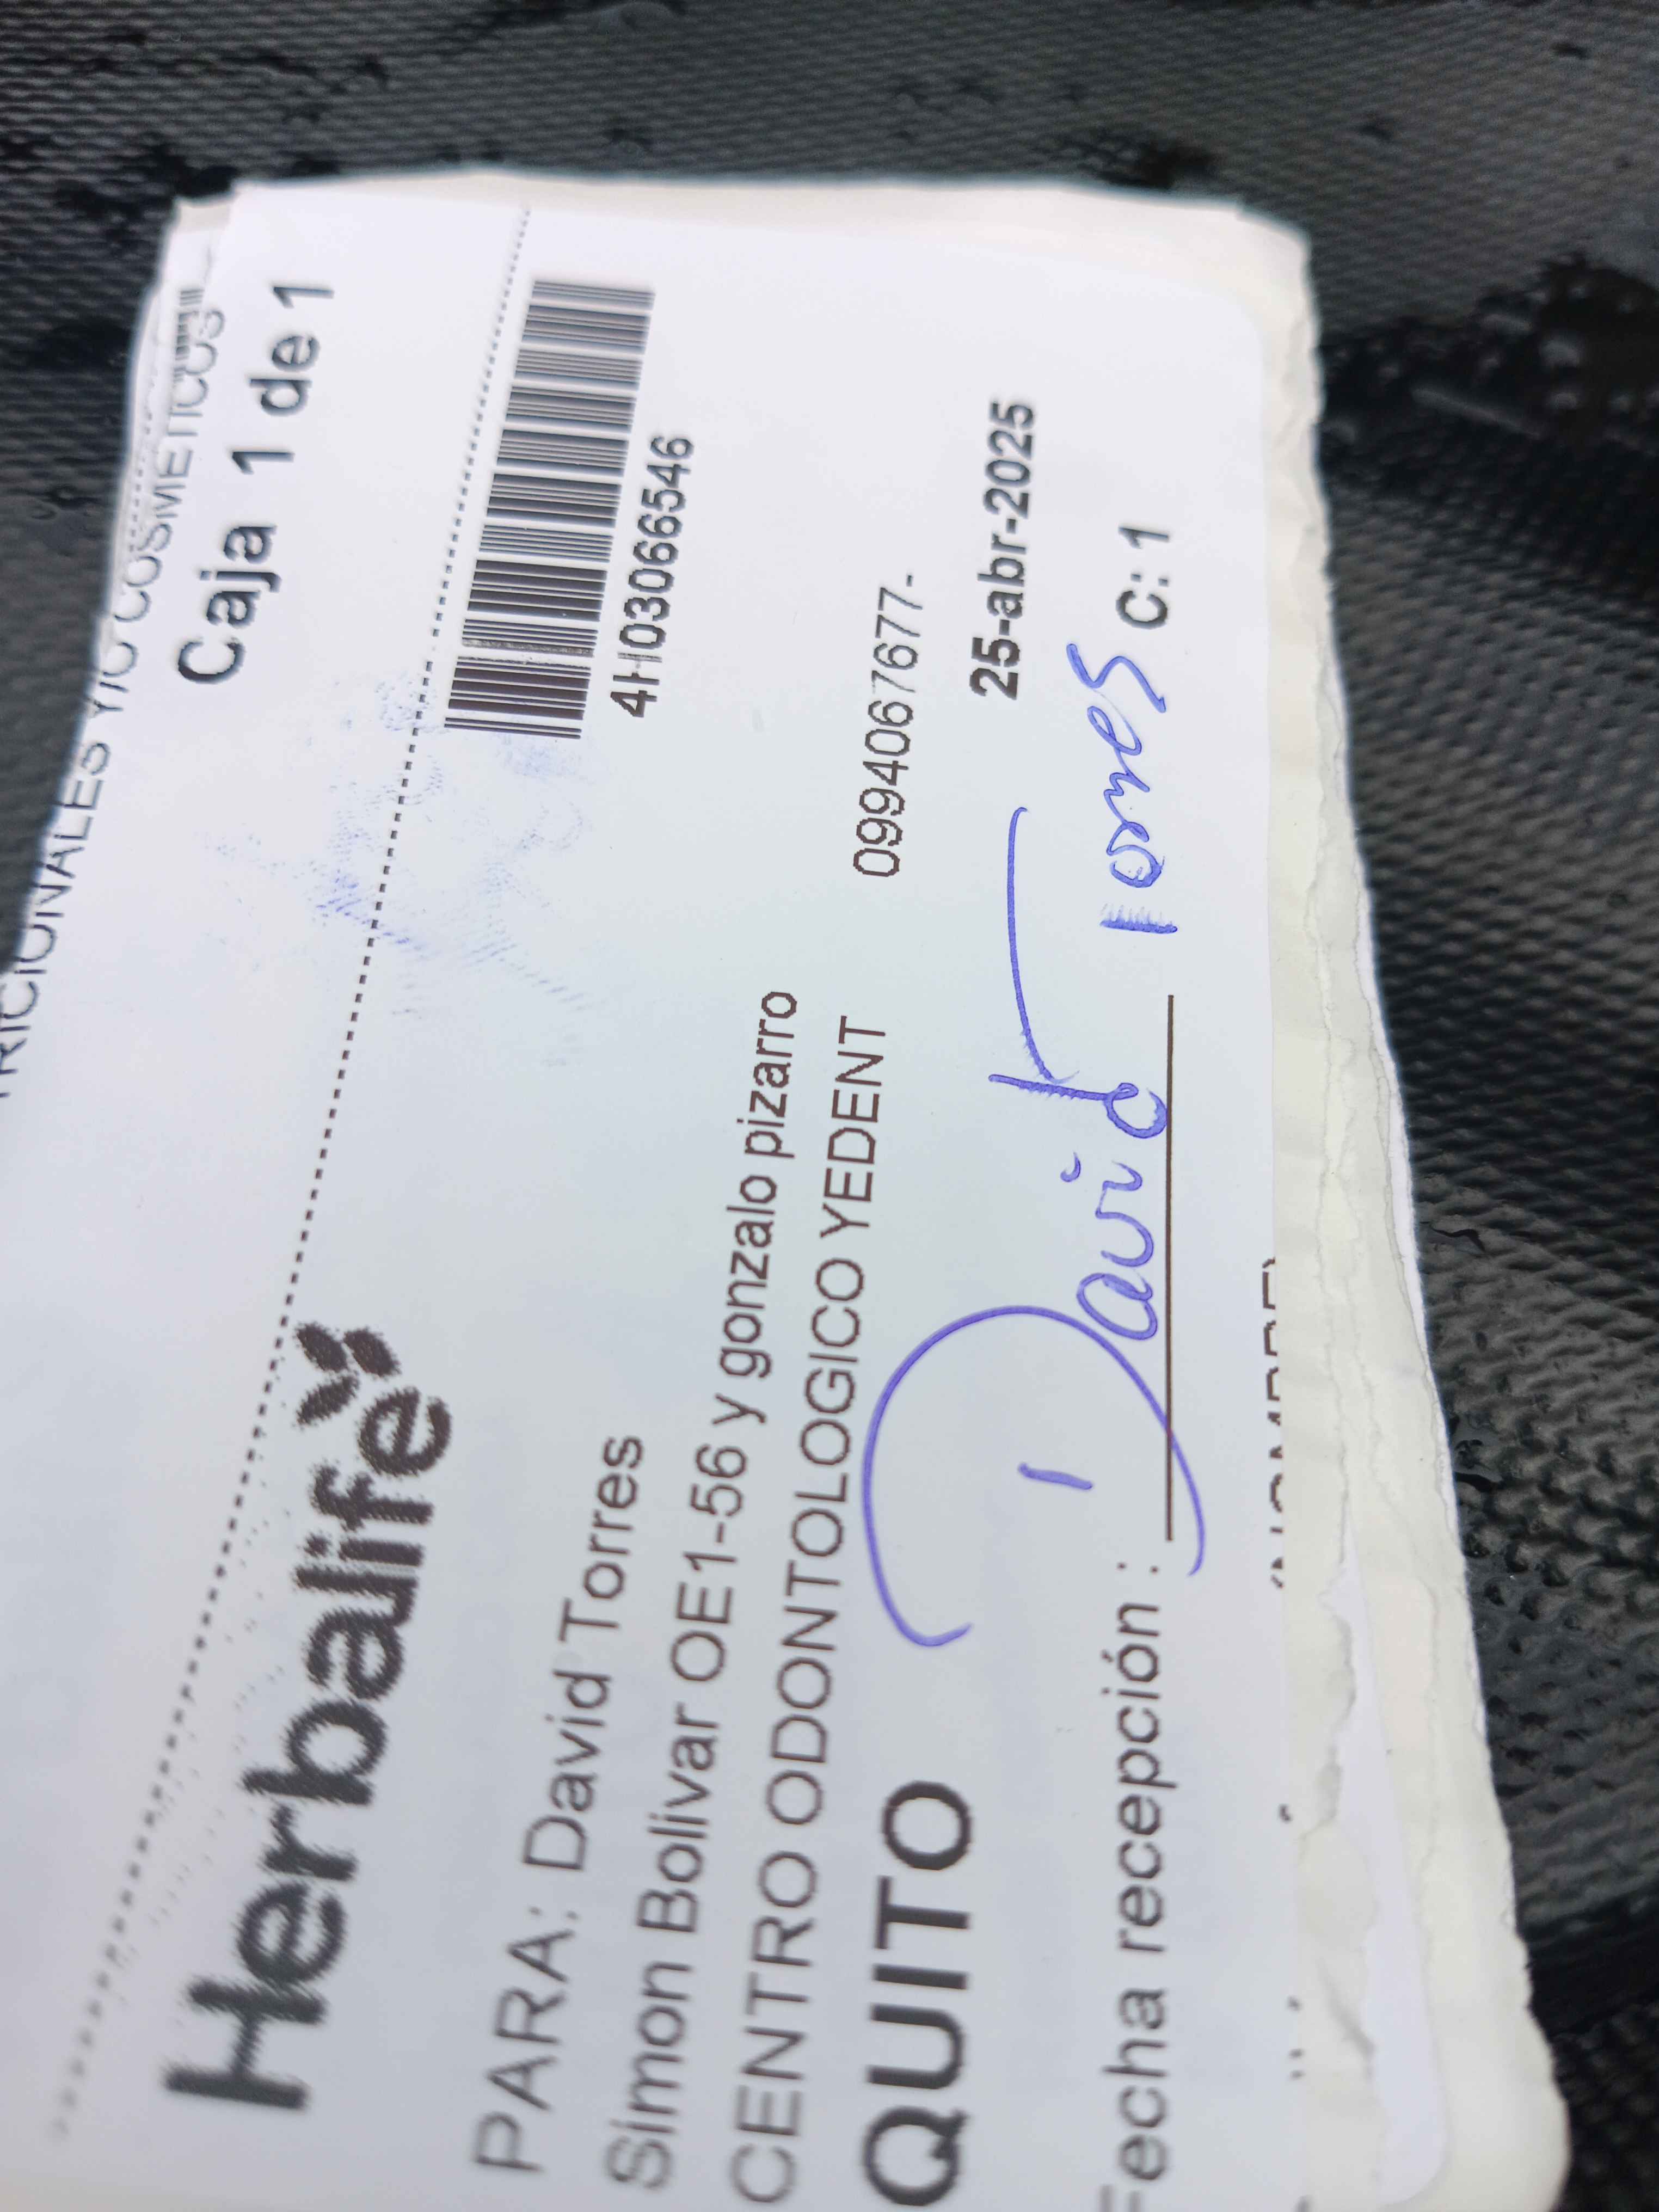 Y/O COSMETICOS
Caja 1 de 1
Herbalife
4H03066546
PARA: David Torres
Simon Bolivar OE1-56 y gonzalo pizarro
CENTRO ODONTOLOGICO YEDENT
0994067677-
QUITO
25-abr-2025
Fecha recepción :
David Torres
C: 1